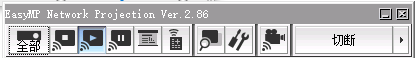 EasyMP Network Projection Ver.2.86
全部
切断